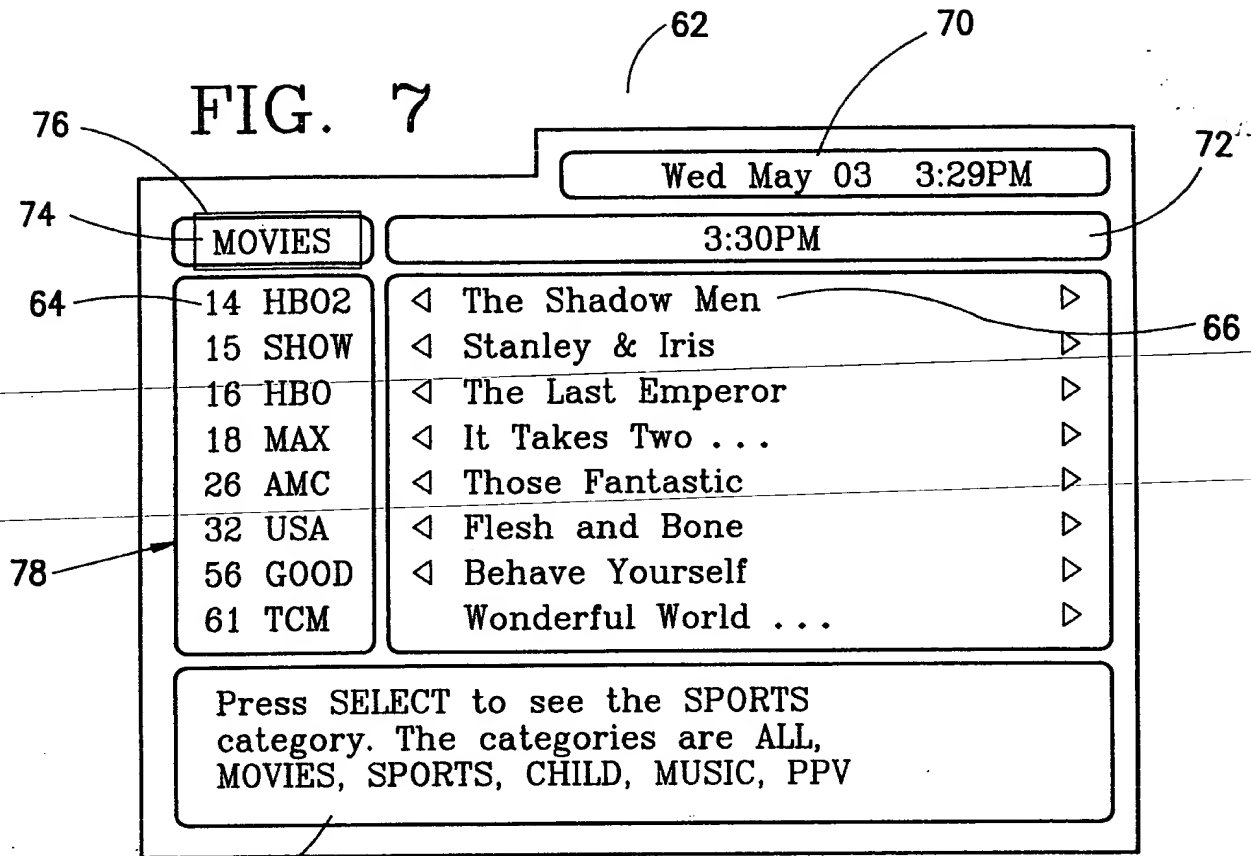 62
70
FIG. 7
76
72
Wed May 03 3:29PM
74
MOVIES
3:30PM
64
14 HBO2 ◁ The Shadow Men ▷
66
15 SHOW ◁ Stanley & Iris ▷
16 HBO ◁ The Last Emperor ▷
18 MAX ◁ It Takes Two ... ▷
26 AMC ◁ Those Fantastic ▷
32 USA ◁ Flesh and Bone ▷
78
56 GOOD ◁ Behave Yourself ▷
61 TCM Wonderful World ... ▷
Press SELECT to see the SPORTS
category. The categories are ALL,
MOVIES, SPORTS, CHILD, MUSIC, PPV